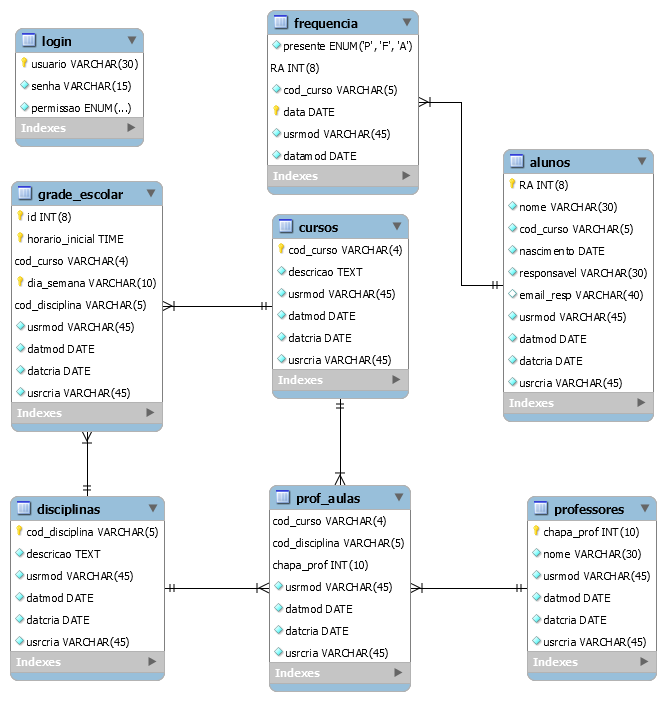 login
usuario VARCHAR(30)
senha VARCHAR(15)
permissao ENUM(...)
Indexes
frequencia
presente ENUM('P', 'F', 'A')
RA INT(8)
cod_curso VARCHAR(5)
data DATE
usrmod VARCHAR(45)
datamod DATE
Indexes
alunos
RA INT(8)
nome VARCHAR(30)
cod_curso VARCHAR(5)
nascimento DATE
responsavel VARCHAR(30)
email_resp VARCHAR(40)
usrmod VARCHAR(45)
datmod DATE
datcria DATE
usrcria VARCHAR(45)
Indexes
grade_escolar
id INT(8)
horario_inicial TIME
cod_curso VARCHAR(4)
dia_semana VARCHAR(10)
cod_disciplina VARCHAR(5)
usrmod VARCHAR(45)
datmod DATE
datcria DATE
usrcria VARCHAR(45)
Indexes
cursos
cod_curso VARCHAR(4)
descricao TEXT
usrmod VARCHAR(45)
datmod DATE
datcria DATE
usrcria VARCHAR(45)
Indexes
disciplinas
cod_disciplina VARCHAR(5)
descricao TEXT
usrmod VARCHAR(45)
datmod DATE
datcria DATE
usrcria VARCHAR(45)
Indexes
prof_aulas
cod_curso VARCHAR(4)
cod_disciplina VARCHAR(5)
chapa_prof INT(10)
usrmod VARCHAR(45)
datmod DATE
datcria DATE
usrcria VARCHAR(45)
Indexes
professores
chapa_prof INT(10)
nome VARCHAR(30)
usrmod VARCHAR(45)
datmod DATE
datcria DATE
usrcria VARCHAR(45)
Indexes